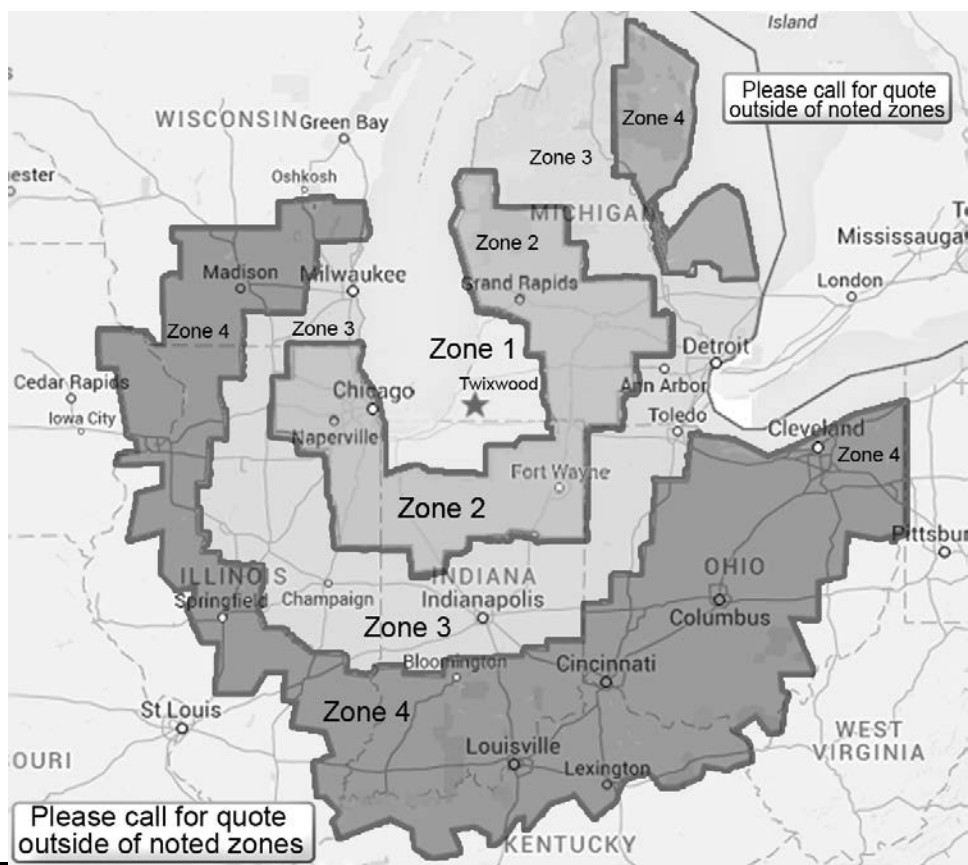 Island
Please call for quote
outside of noted zones
WISCONSIN
Green Bay
Zone 4
Zone 3
Oshkosh
MICHIGAN
Zone 2
Mississauga
Madison
Milwaukee
Grand Rapids
London
Zone 4
Zone 3
Zone 1
Detroit
Cedar Rapids
Chicago
Twixwood
Ann Arbor
Iowa City
Naperville
Toledo
Cleveland
Zone 4
Fort Wayne
Zone 2
Pittsbur
ILLINOIS
INDIANA
OHIO
Springfield
Champaign
Indianapolis
Columbus
Zone 3
Bloomington
Cincinnati
St Louis
Zone 4
WEST
VIRGINIA
Louisville
OURI
Lexington
Please call for quote
outside of noted zones
KENTUCKY